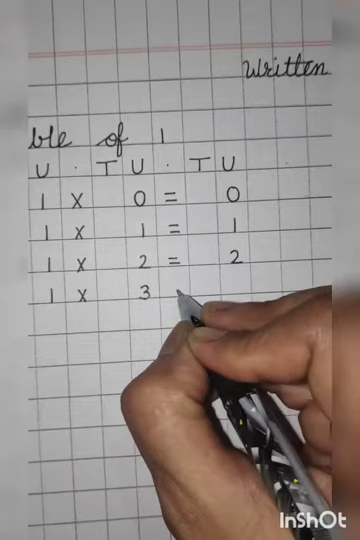 Written
ble of 1
U . T U . T U
1 x 0 = 0
1 x 1 = 1
1 x 2 = 2
1 x 3
InShOt